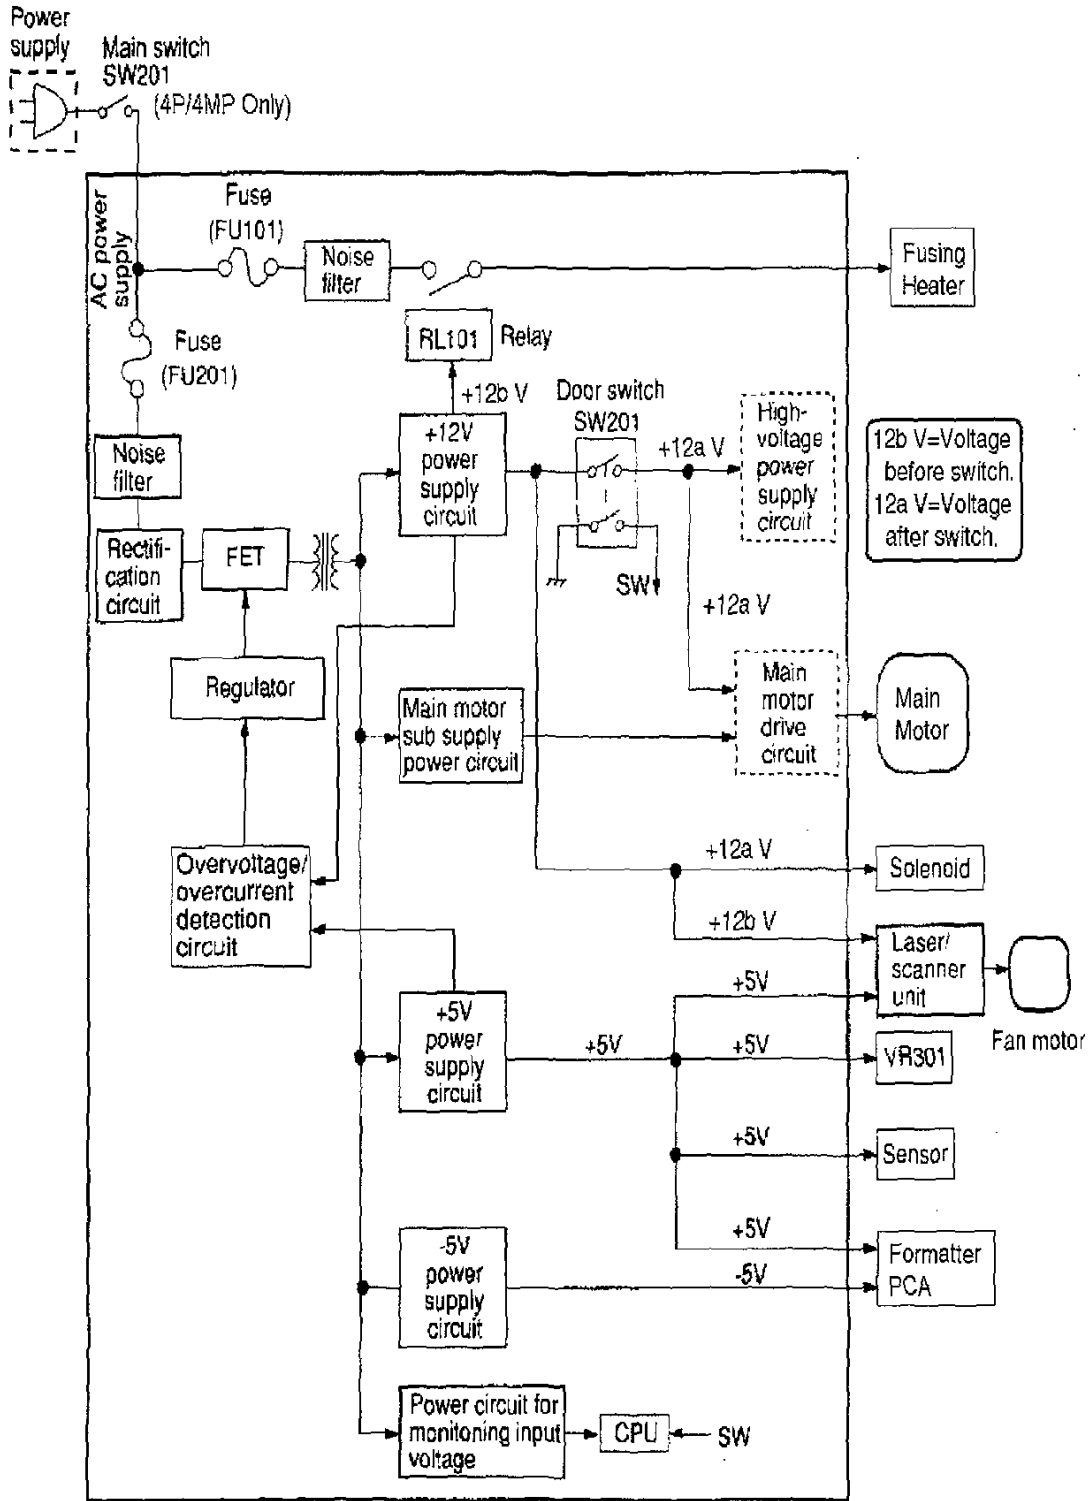 Power
supply
Main switch
SW201
(4P/4MP Only)
AC power
supply
Fuse
(FU101)
Noise
filter
Fusing
Heater
Fuse
(FU201)
RL101
Relay
+12b V
Door switch
SW201
Noise
filter
+12V
power
supply
circuit
+12a V
High-
voltage
power
supply
circuit
12b V=Voltage
before switch.
12a V=Voltage
after switch.
Rectifi-
cation
circuit
FET
SW
+12a V
Regulator
Main motor
sub supply
power circuit
Main
motor
drive
circuit
Main
Motor
Overvoltage/
overcurrent
detection
circuit
+12a V
Solenoid
+12b V
Laser/
scanner
unit
+5V
Fan motor
+5V
power
supply
circuit
+5V
+5V
VR301
+5V
Sensor
-5V
power
supply
circuit
+5V
-5V
Formatter
PCA
Power circuit for
monitoning input
voltage
CPU
SW